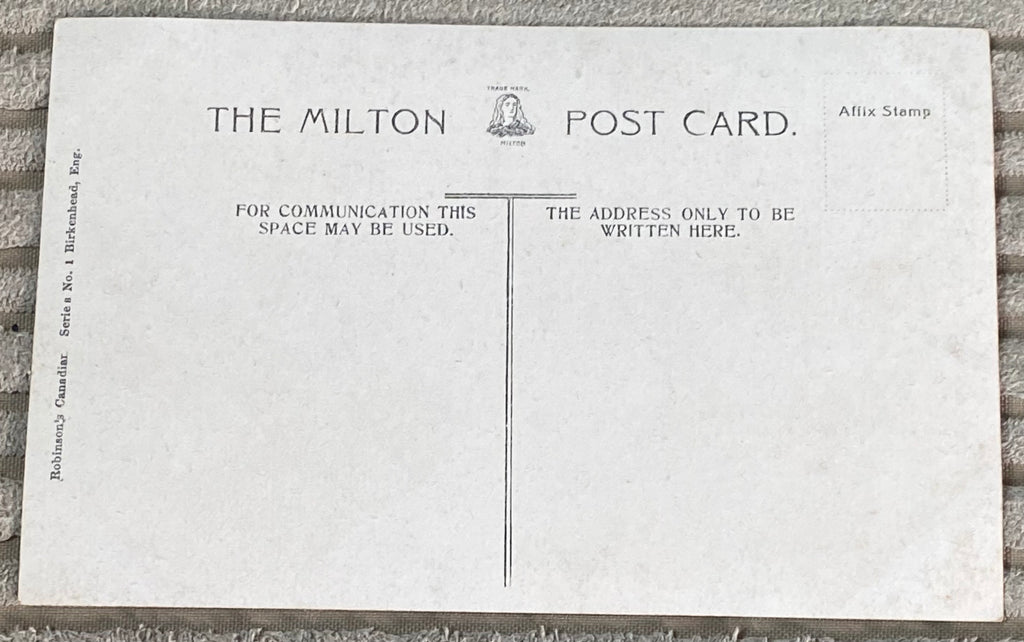 TRADE MARK.
THE MILTON POST CARD.
MILTON
Affix Stamp
FOR COMMUNICATION THIS
SPACE MAY BE USED.
THE ADDRESS ONLY TO BE
WRITTEN HERE.
Robinson's Canadian Series No. 1 Birkenhead, Eng.